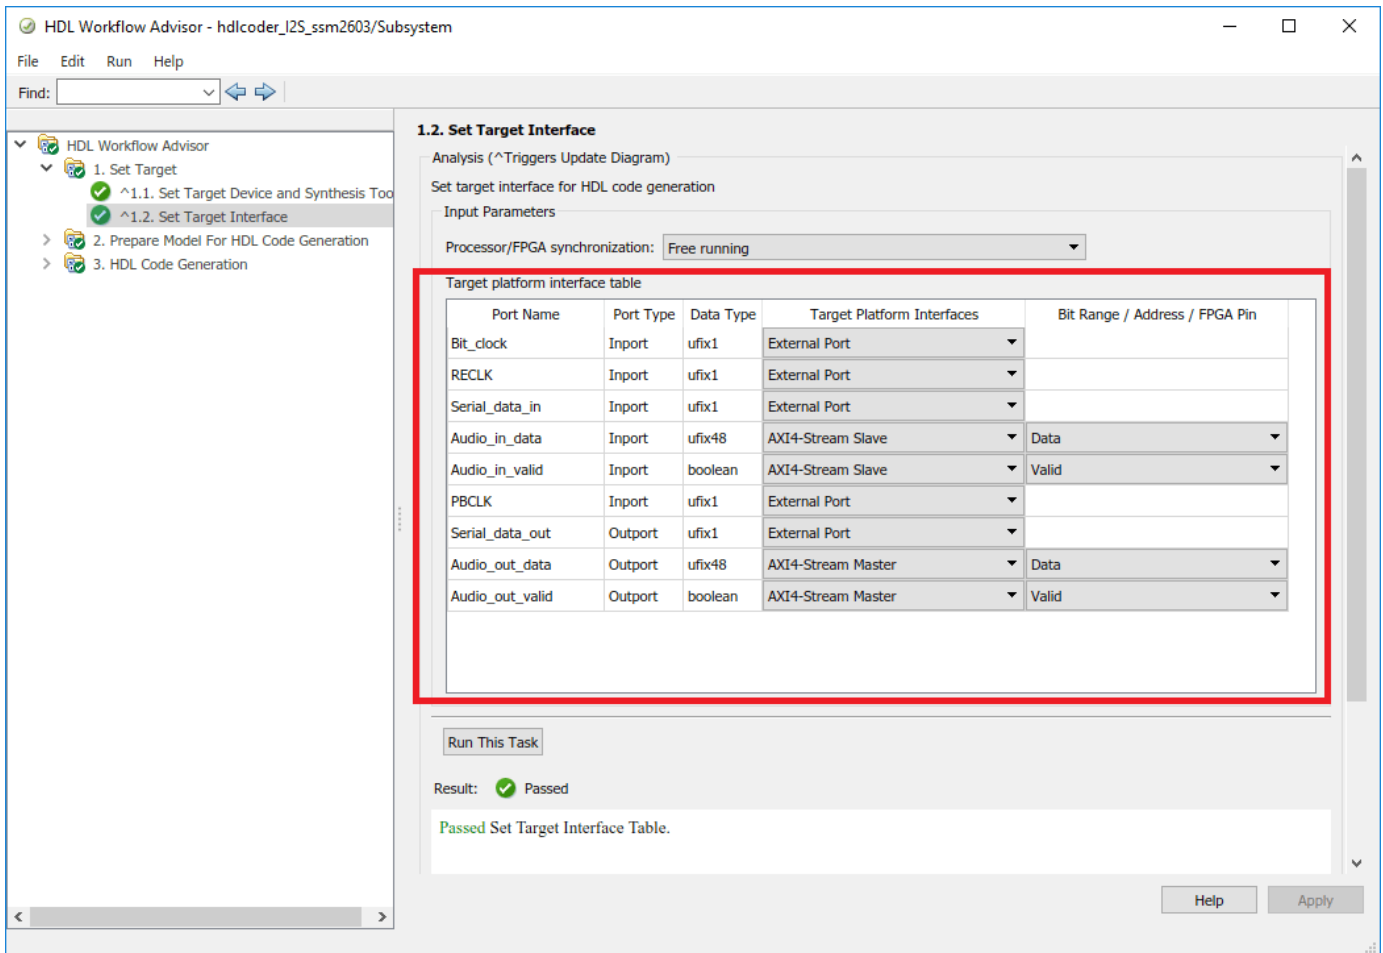 HDL Workflow Advisor - hdlcoder_I2S_ssm2603/Subsystem
File Edit Run Help
Find:
HDL Workflow Advisor
1. Set Target
^1.1. Set Target Device and Synthesis Too
^1.2. Set Target Interface
2. Prepare Model For HDL Code Generation
3. HDL Code Generation
1.2. Set Target Interface
Analysis (^Triggers Update Diagram)
Set target interface for HDL code generation
Input Parameters
Processor/FPGA synchronization: Free running
Target platform interface table
Port Name Port Type Data Type Target Platform Interfaces Bit Range / Address / FPGA Pin
Bit_clock Inport ufix1 External Port
RECLK Inport ufix1 External Port
Serial_data_in Inport ufix1 External Port
Audio_in_data Inport ufix48 AXI4-Stream Slave Data
Audio_in_valid Inport boolean AXI4-Stream Slave Valid
PBCLK Inport ufix1 External Port
Serial_data_out Outport ufix1 External Port
Audio_out_data Outport ufix48 AXI4-Stream Master Data
Audio_out_valid Outport boolean AXI4-Stream Master Valid
Run This Task
Result: Passed
Passed Set Target Interface Table.
Help Apply